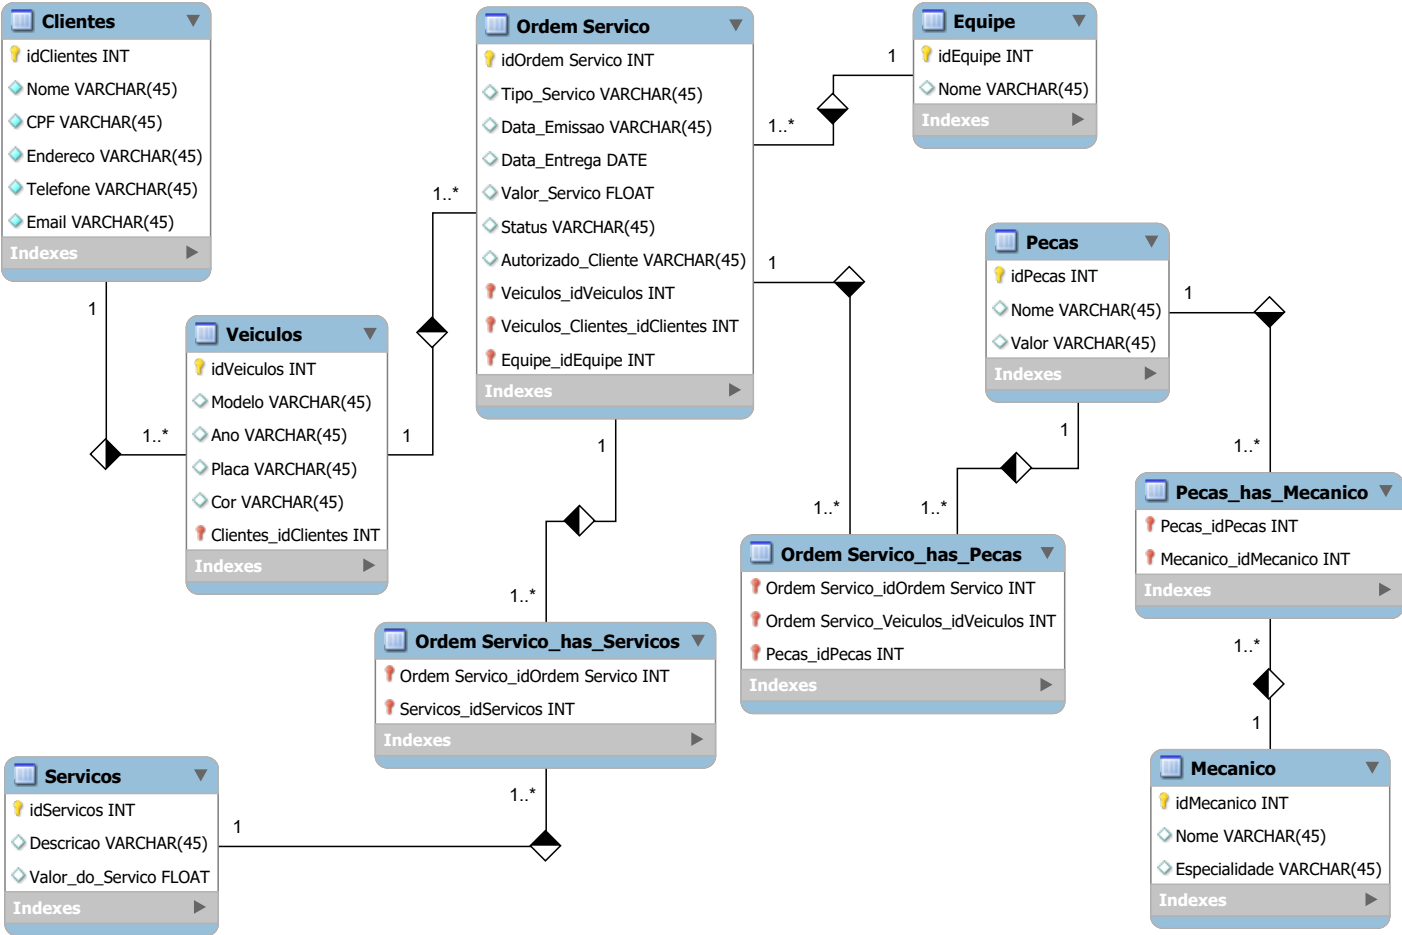 Clientes
idClientes INT
Nome VARCHAR(45)
CPF VARCHAR(45)
Endereco VARCHAR(45)
Telefone VARCHAR(45)
Email VARCHAR(45)
Indexes
Ordem Servico
idOrdem Servico INT
Tipo_Servico VARCHAR(45)
Data_Emissao VARCHAR(45)
Data_Entrega DATE
Valor_Servico FLOAT
Status VARCHAR(45)
Autorizado_Cliente VARCHAR(45)
Veiculos_idVeiculos INT
Veiculos_Clientes_idClientes INT
Equipe_idEquipe INT
Indexes
Equipe
idEquipe INT
Nome VARCHAR(45)
Indexes
1
1..*
1..*
1
1
1..*
1
Veiculos
idVeiculos INT
Modelo VARCHAR(45)
Ano VARCHAR(45)
Placa VARCHAR(45)
Cor VARCHAR(45)
Clientes_idClientes INT
Indexes
Pecas
idPecas INT
Nome VARCHAR(45)
Valor VARCHAR(45)
Indexes
1
1
1..*
1
1..*
1..*
1..*
Pecas_has_Mecanico
Pecas_idPecas INT
Mecanico_idMecanico INT
Indexes
Ordem Servico_has_Pecas
Ordem Servico_idOrdem Servico INT
Ordem Servico_Veiculos_idVeiculos INT
Pecas_idPecas INT
Indexes
1..*
Ordem Servico_has_Servicos
Ordem Servico_idOrdem Servico INT
Servicos_idServicos INT
Indexes
1..*
1
Servicos
idServicos INT
Descricao VARCHAR(45)
Valor_do_Servico FLOAT
Indexes
1
1..*
Mecanico
idMecanico INT
Nome VARCHAR(45)
Especialidade VARCHAR(45)
Indexes